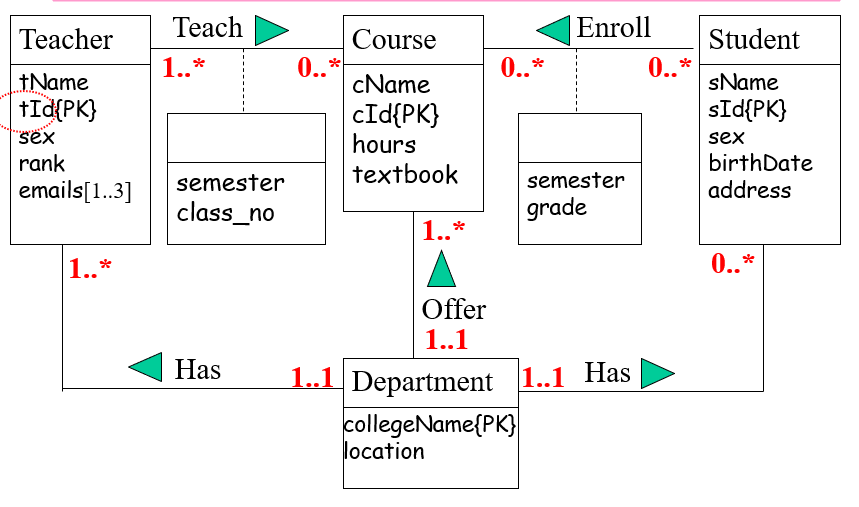 Teach
Enroll
Teacher
Course
Student
1..*
0..*
0..*
0..*
tName
tId{PK}
sex
rank
emails[1..3]
semester
class_no
cName
cId{PK}
hours
textbook
semester
grade
sName
sId{PK}
sex
birthDate
address
1..*
1..*
0..*
Offer
1..1
Has
1..1
Department
1..1
Has
collegeName{PK}
location